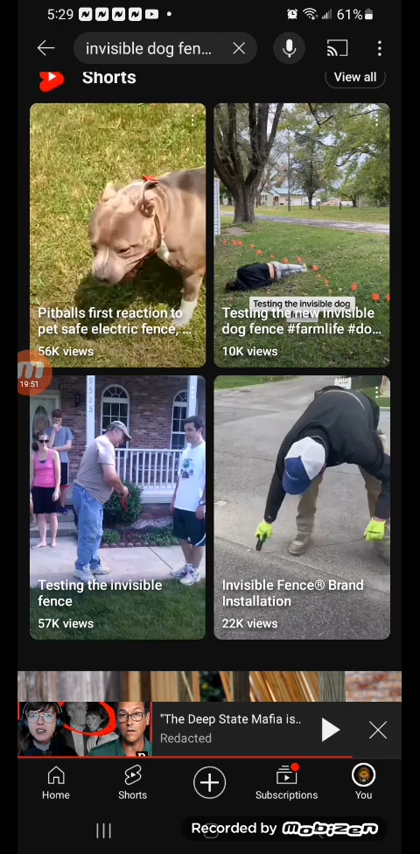 5:29
61%
invisible dog fen...
Shorts
View all
Pitballs first reaction to
pet safe electric fence, ...
56K views
Testing the invisible dog
Testing the new invisible
dog fence #farmlife #do...
10K views
19:51
9525
Testing the invisible
fence
57K views
Invisible Fence® Brand
Installation
22K views
"The Deep State Mafia is..
Redacted
Home
Shorts
Subscriptions
You
Recorded by MOBIZEN